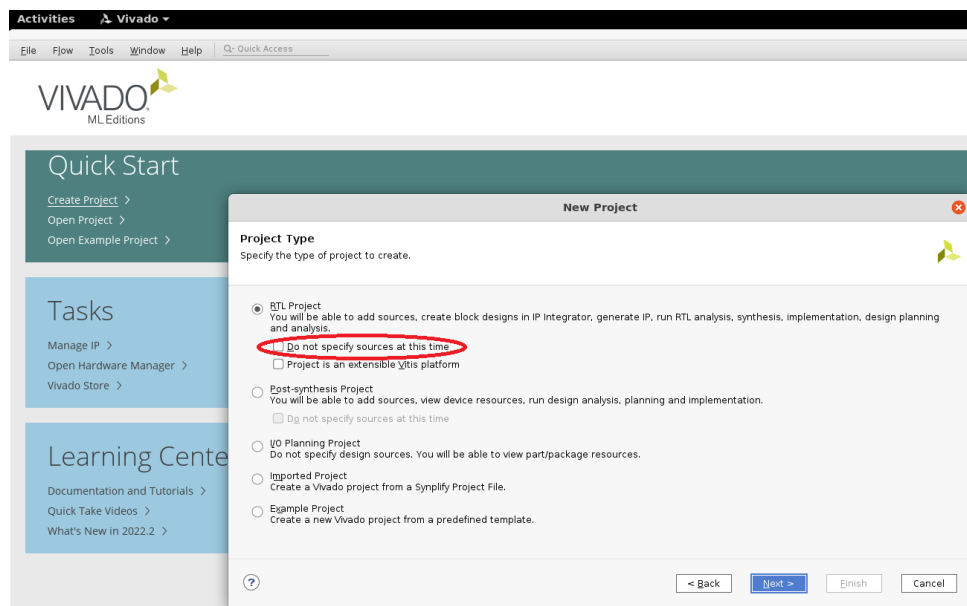 Activities Vivado
File Flow Tools Window Help Quick Access
VIVADO
ML Editions
Quick Start
Create Project >
Open Project >
Open Example Project >
Tasks
Manage IP >
Open Hardware Manager >
Vivado Store >
Learning Cente
Documentation and Tutorials >
Quick Take Videos >
What's New in 2022.2 >
New Project
Project Type
Specify the type of project to create.
RTL Project
You will be able to add sources, create block designs in IP Integrator, generate IP, run RTL analysis, synthesis, implementation, design planning
and analysis.
Do not specify sources at this time
Project is an extensible Vitis platform
Post-synthesis Project
You will be able to add sources, view device resources, run design analysis, planning and implementation.
Do not specify sources at this time
I/O Planning Project
Do not specify design sources. You will be able to view part/package resources.
Imported Project
Create a Vivado project from a Synplify Project File.
Example Project
Create a new Vivado project from a predefined template.
? < Back Next > Finish Cancel